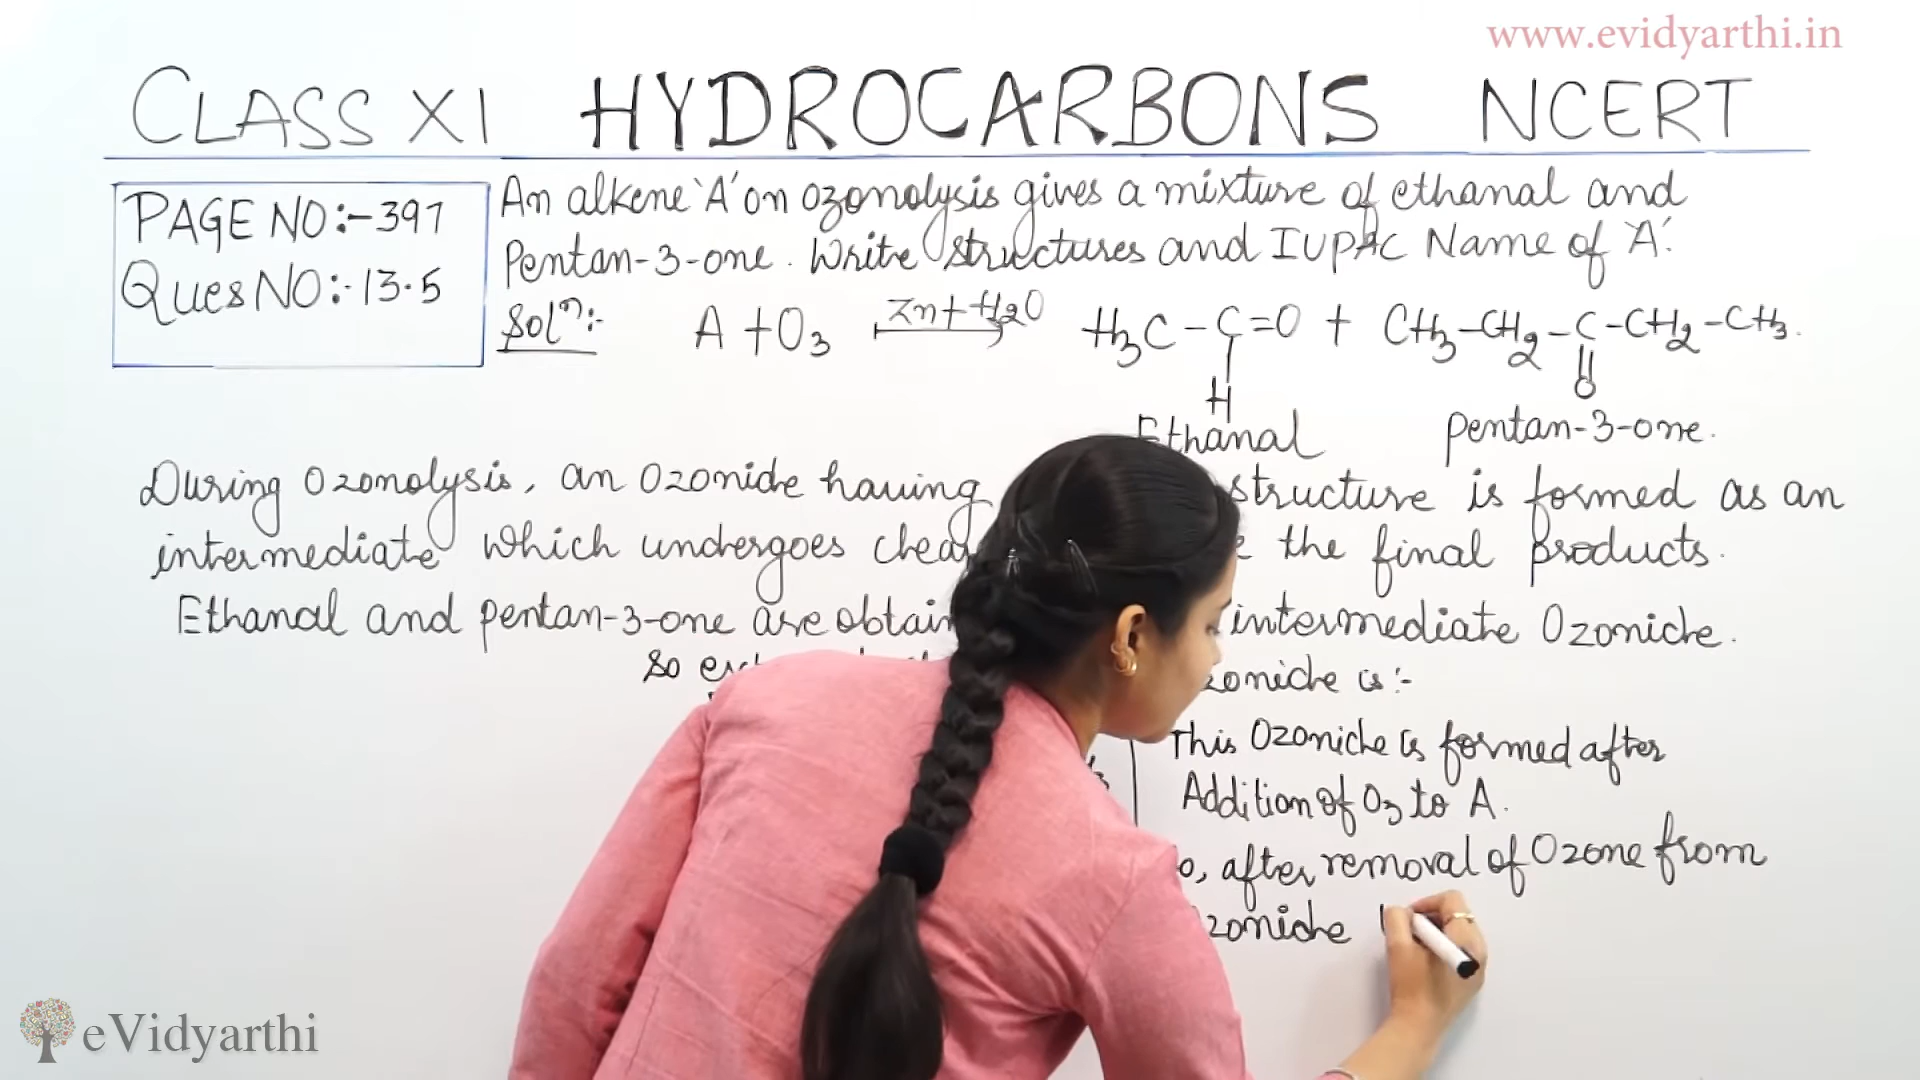 www.evidyarthi.in
CLASS XI HYDROCARBONS NCERT
PAGE NO:-397
Ques NO:-13.5
An alkene 'A' on ozonolysis gives a mixture of ethanal and
Pentan-3-one. Write structures and IUPAC Name of 'A'.
Solⁿ:-
A + O₃ Zn + H₂O H₃C - C = O + CH₃-CH₂-C-CH₂-CH₃.
H O
Ethanal Pentan-3-one.
During Ozonolysis, an Ozonide having structure is formed as an
intermediate which undergoes the final products.
Ethanal and pentan-3-one are intermediate Ozonide.
So is:-
This Ozonide is formed after
Addition of O₃ to A.
after removal of Ozone from
eVidyarthi